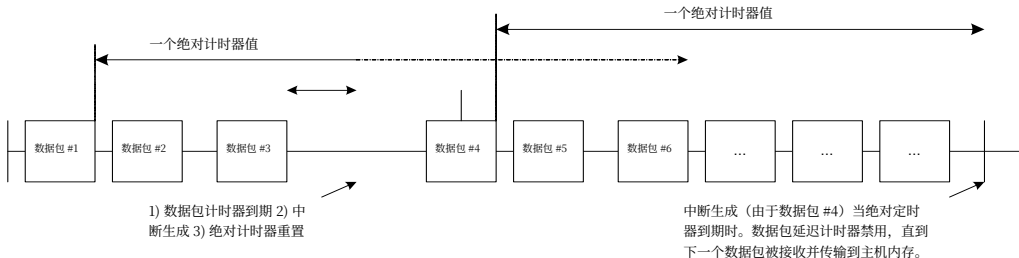 一个绝对计时器值
一个绝对计时器值
数据包 #1
数据包 #2
数据包 #3
数据包 #4
数据包 #5
数据包 #6
...
...
...
1) 数据包计时器到期 2) 中
断生成 3) 绝对计时器重置
中断生成（由于数据包 #4）当绝对定时
器到期时。数据包延迟计时器禁用，直到
下一个数据包被接收并传输到主机内存。